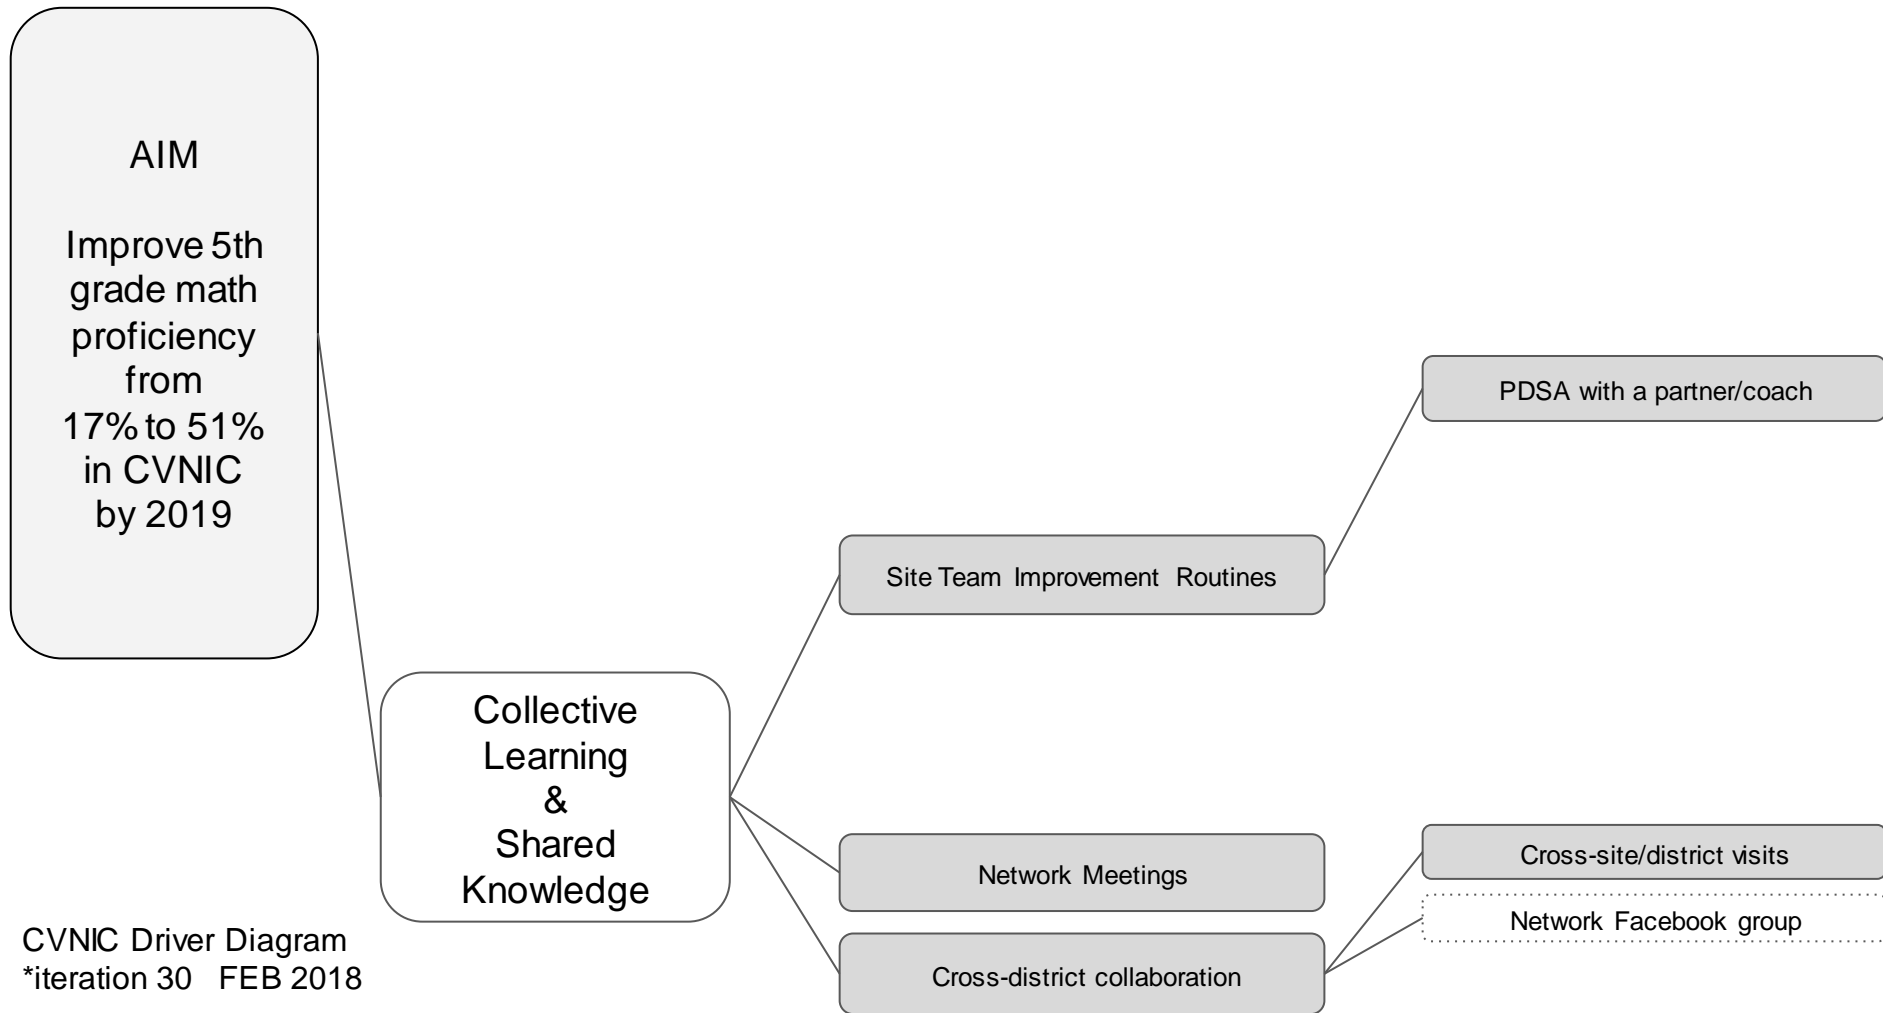 AIM
Improve 5th
grade math
proficiency
from
17% to 51%
in CVNIC
by 2019
Collective
Learning
&
Shared
Knowledge
Site Team Improvement Routines
Network Meetings
Cross-district collaboration
PDSA with a partner/coach
Cross-site/district visits
Network Facebook group
CVNIC Driver Diagram
*iteration 30 FEB 2018